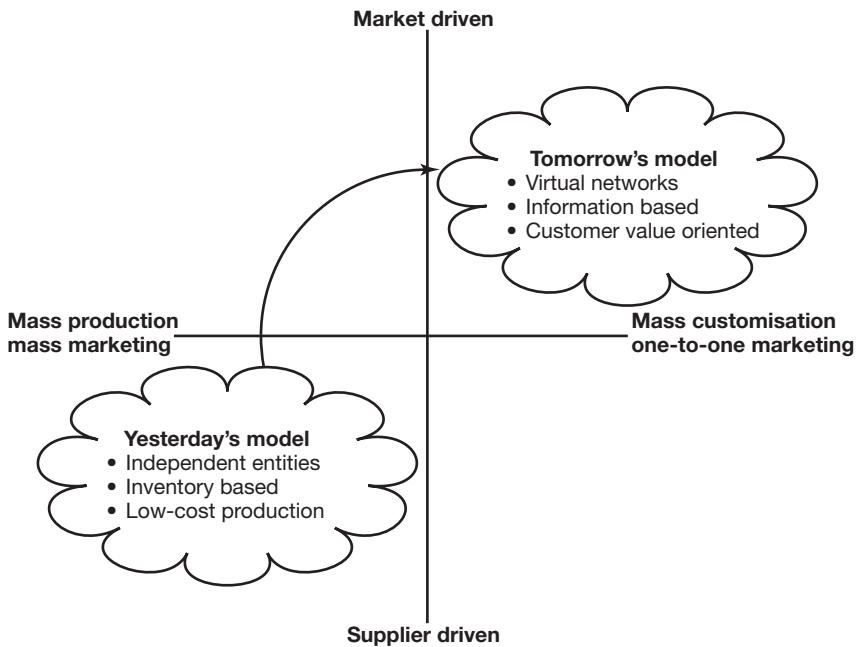 Market driven
Tomorrow's model
• Virtual networks
• Information based
• Customer value oriented
Mass production
mass marketing
Mass customisation
one-to-one marketing
Yesterday's model
• Independent entities
• Inventory based
• Low-cost production
Supplier driven